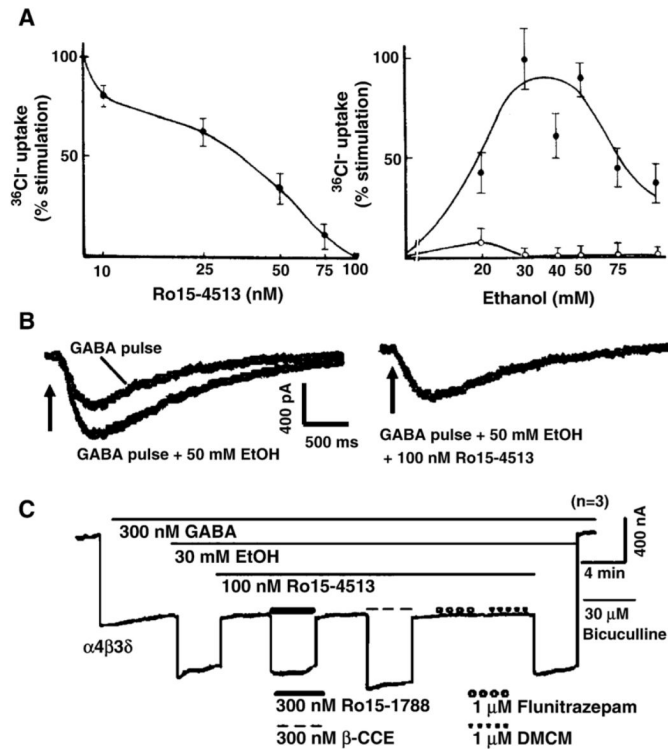 A
100
50
³⁶Cl⁻ uptake
(% stimulation)
10 25 50 75 100
Ro15-4513 (nM)
100
50
³⁶Cl⁻ uptake
(% stimulation)
20 30 40 50 75
Ethanol (mM)
B
GABA pulse
GABA pulse + 50 mM EtOH
400 pA
500 ms
GABA pulse + 50 mM EtOH
+ 100 nM Ro15-4513
C
(n=3)
300 nM GABA
30 mM EtOH
100 nM Ro15-4513
400 nA
4 min
30 μM
Bicuculline
α4β3δ
300 nM Ro15-1788
300 nM β-CCE
1 μM Flunitrazepam
1 μM DMCM